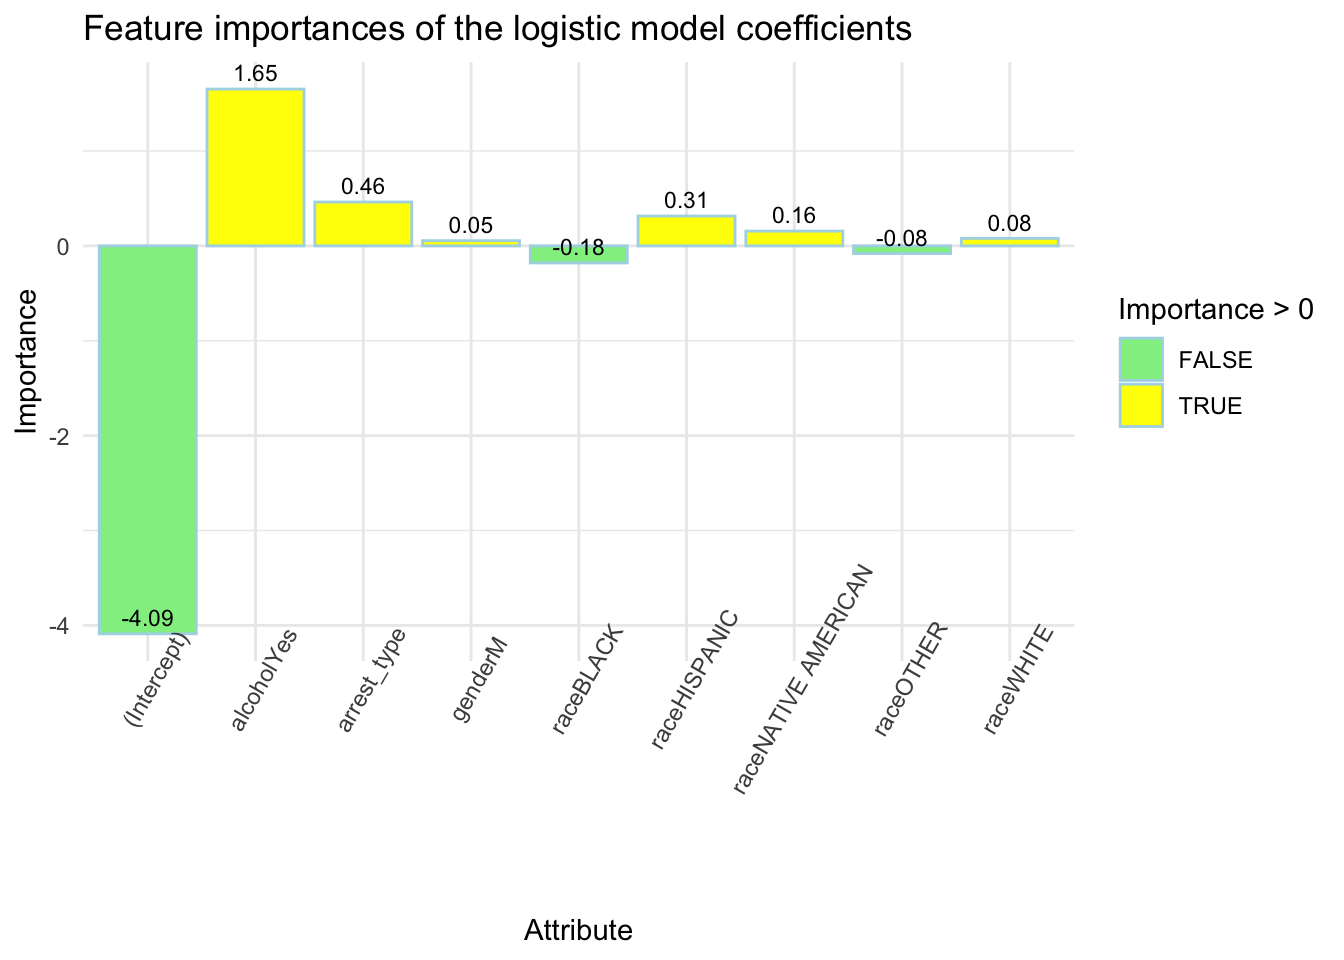 Feature importances of the logistic model coefficients
1.65
0.46
0.05
-0.18
0.31
0.16
-0.08
0.08
-4.09
0
-2
-4
Importance
(Intercept)
alcoholYes
arrest_type
genderM
raceBLACK
raceHISPANIC
raceNATIVE AMERICAN
raceOTHER
raceWHITE
Attribute
Importance > 0
FALSE
TRUE